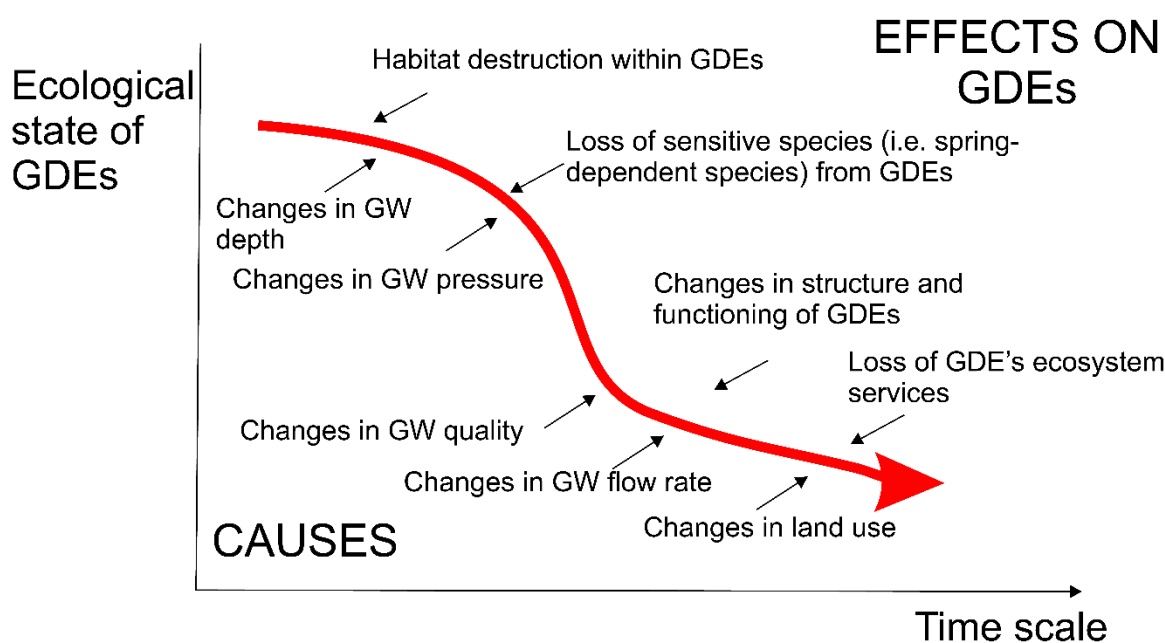 EFFECTS ON
GDEs
Ecological
state of
GDEs
Habitat destruction within GDEs
Loss of sensitive species (i.e. spring-
dependent species) from GDEs
Changes in GW
depth
Changes in GW pressure
Changes in structure and
functioning of GDEs
Loss of GDE's ecosystem
services
Changes in GW quality
Changes in GW flow rate
Changes in land use
CAUSES
Time scale